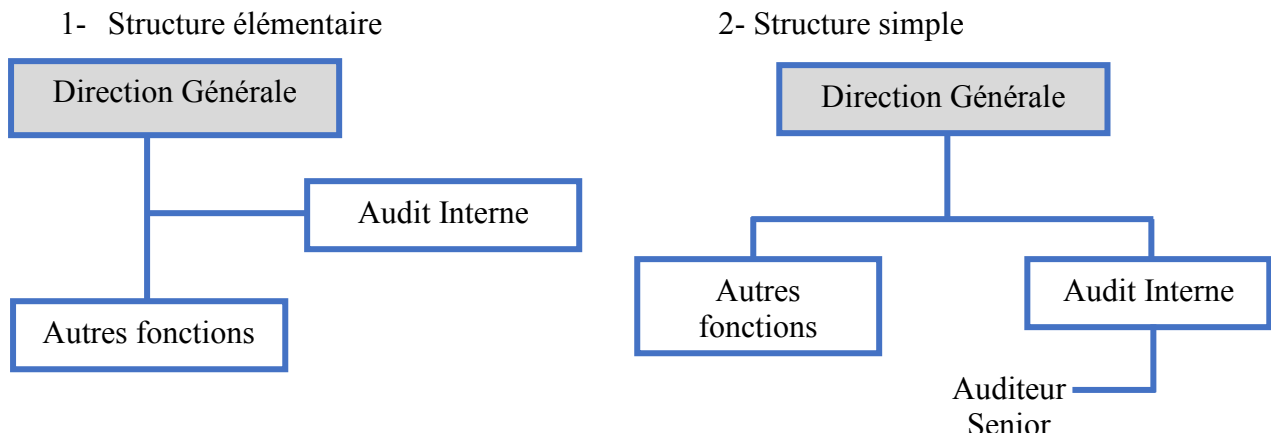 1- Structure élémentaire
Direction Générale
Audit Interne
Autres fonctions
2- Structure simple
Direction Générale
Autres
fonctions
Audit Interne
Auditeur
Senior